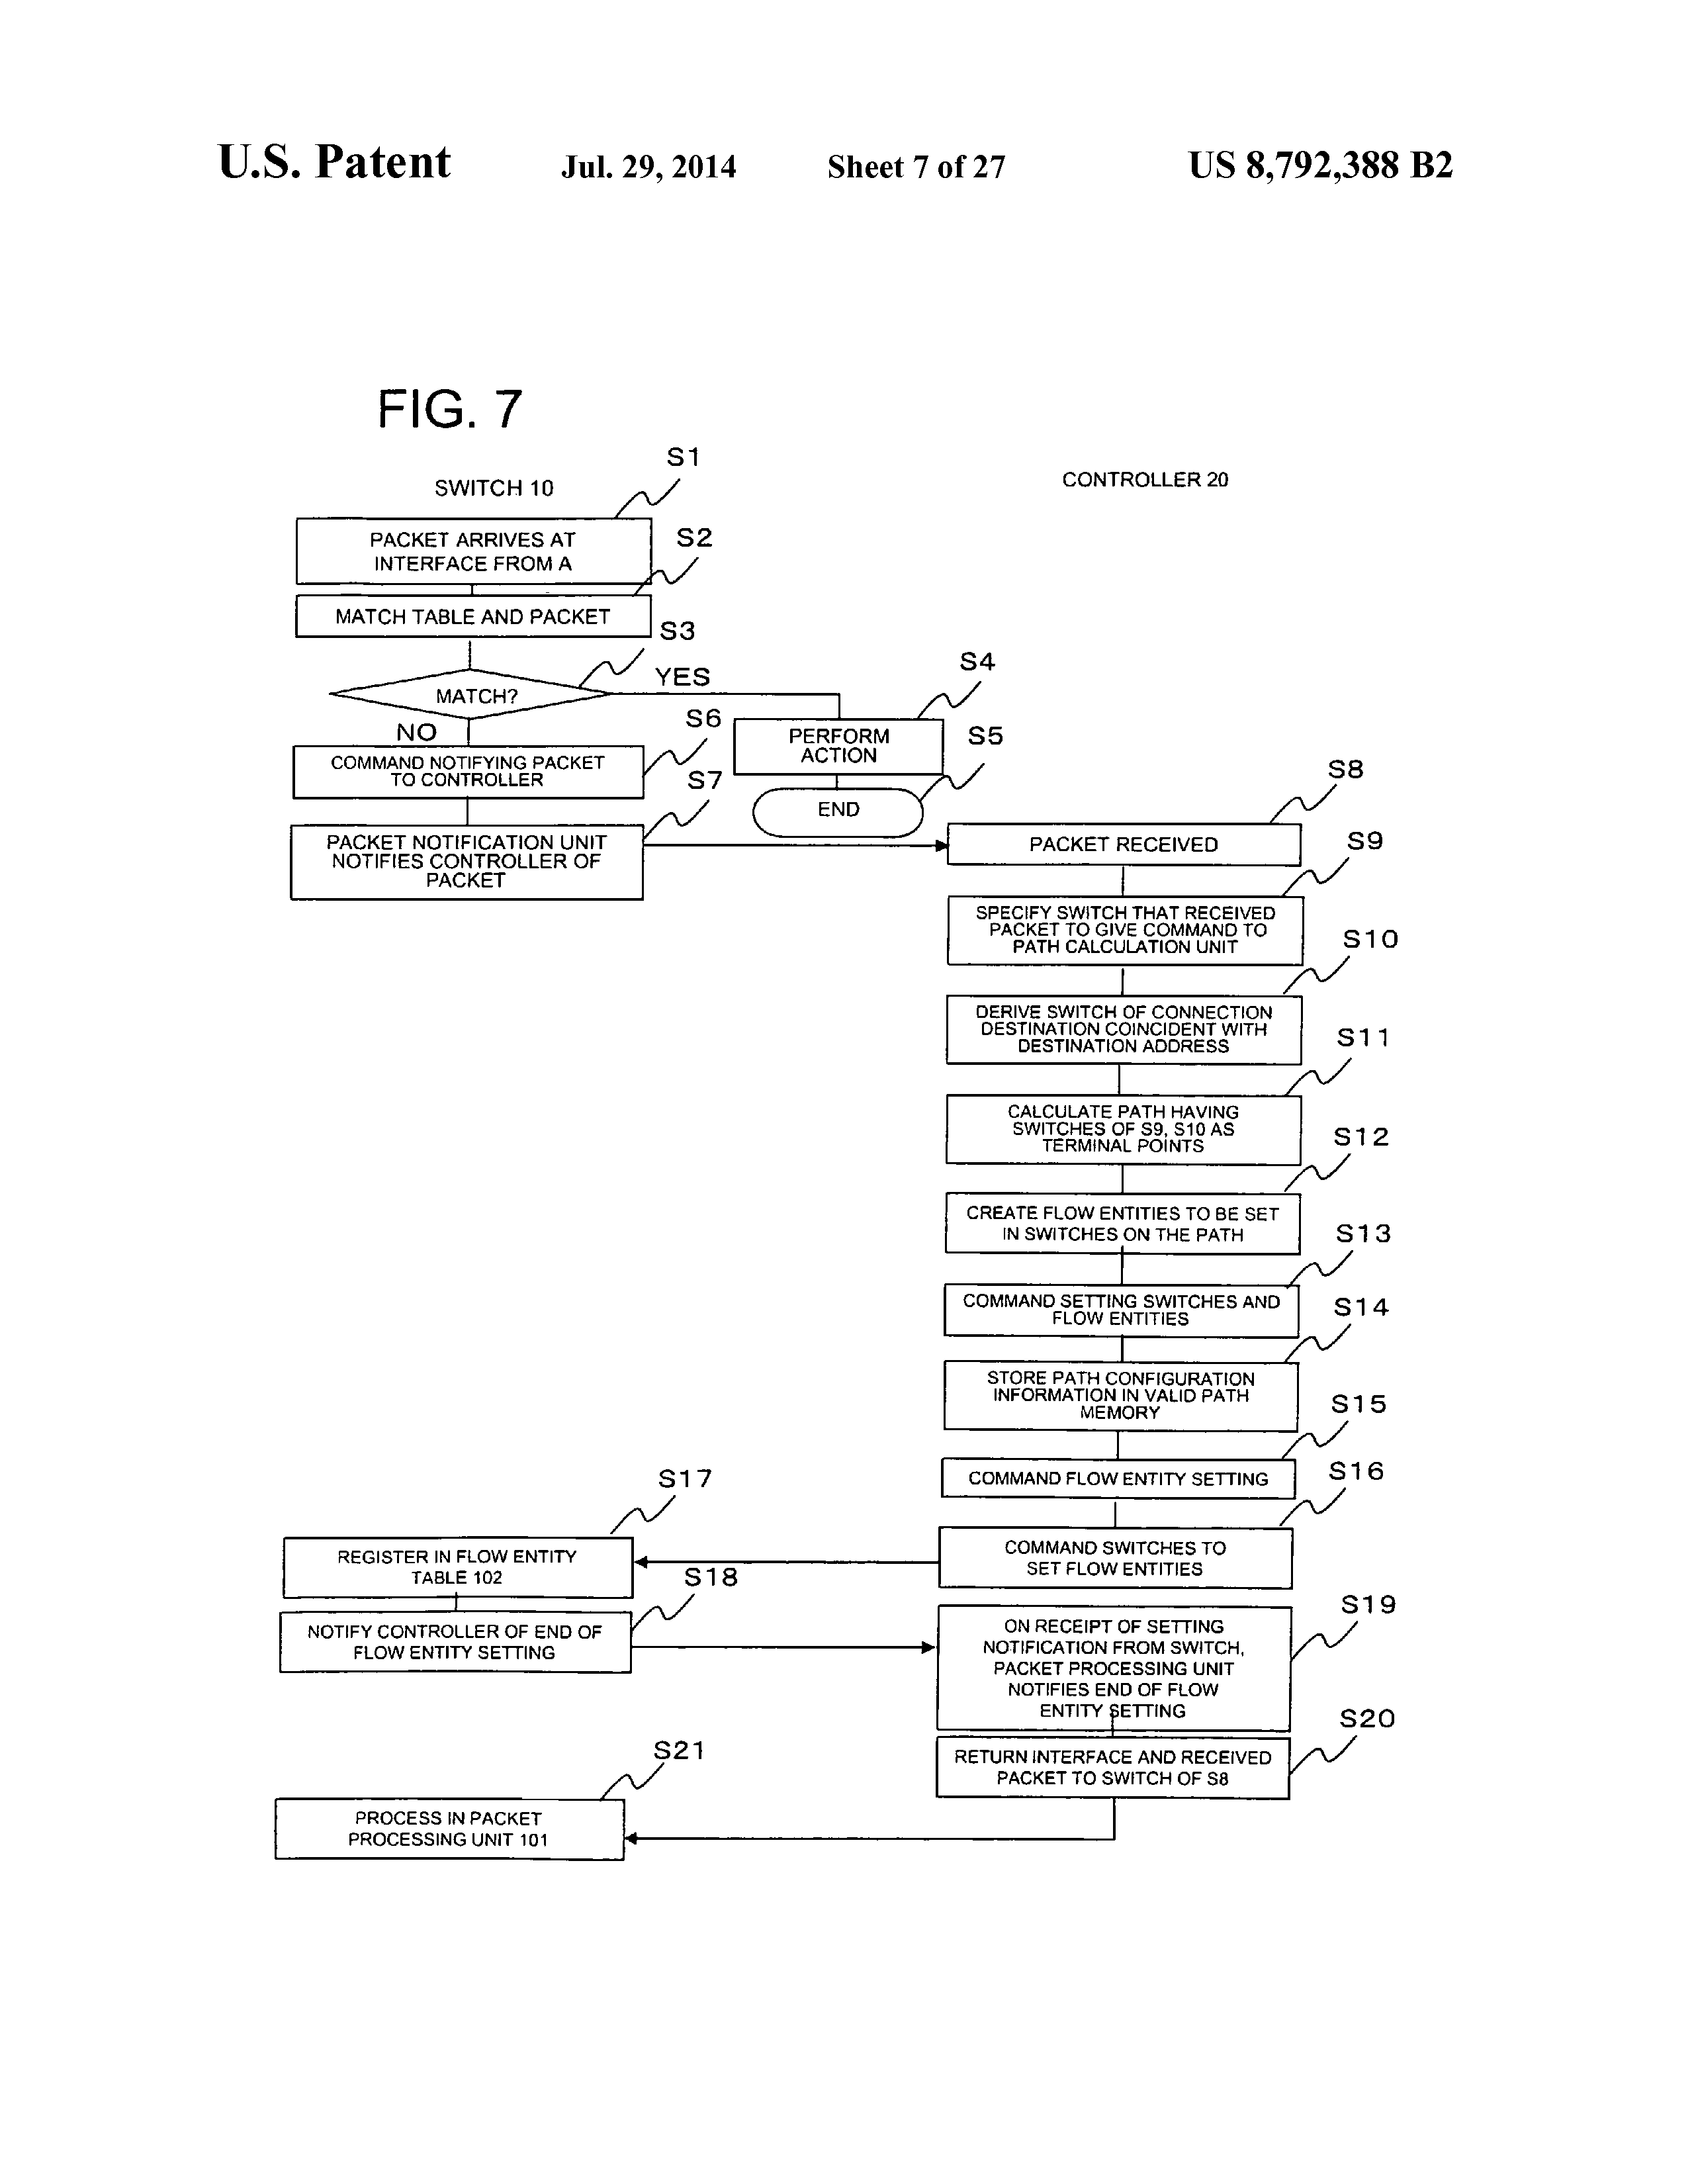 U.S. Patent Jul. 29, 2014 Sheet 7 of 27 US 8,792,388 B2
FIG. 7
SWITCH 10
CONTROLLER 20
S1
PACKET ARRIVES AT
INTERFACE FROM A
S2
MATCH TABLE AND PACKET
S3
MATCH?
YES
NO
S4
PERFORM
ACTION
S5
END
S6
COMMAND NOTIFYING PACKET
TO CONTROLLER
S7
PACKET NOTIFICATION UNIT
NOTIFIES CONTROLLER OF
PACKET
S8
PACKET RECEIVED
S9
SPECIFY SWITCH THAT RECEIVED
PACKET TO GIVE COMMAND TO
PATH CALCULATION UNIT
S10
DERIVE SWITCH OF CONNECTION
DESTINATION COINCIDENT WITH
DESTINATION ADDRESS
S11
CALCULATE PATH HAVING
SWITCHES OF S9, S10 AS
TERMINAL POINTS
S12
CREATE FLOW ENTITIES TO BE SET
IN SWITCHES ON THE PATH
S13
COMMAND SETTING SWITCHES AND
FLOW ENTITIES
S14
STORE PATH CONFIGURATION
INFORMATION IN VALID PATH
MEMORY
S15
COMMAND FLOW ENTITY SETTING
S16
COMMAND SWITCHES TO
SET FLOW ENTITIES
S17
REGISTER IN FLOW ENTITY
TABLE 102
S18
NOTIFY CONTROLLER OF END OF
FLOW ENTITY SETTING
S19
ON RECEIPT OF SETTING
NOTIFICATION FROM SWITCH,
PACKET PROCESSING UNIT
NOTIFIES END OF FLOW
ENTITY SETTING
S20
RETURN INTERFACE AND RECEIVED
PACKET TO SWITCH OF S8
S21
PROCESS IN PACKET
PROCESSING UNIT 101